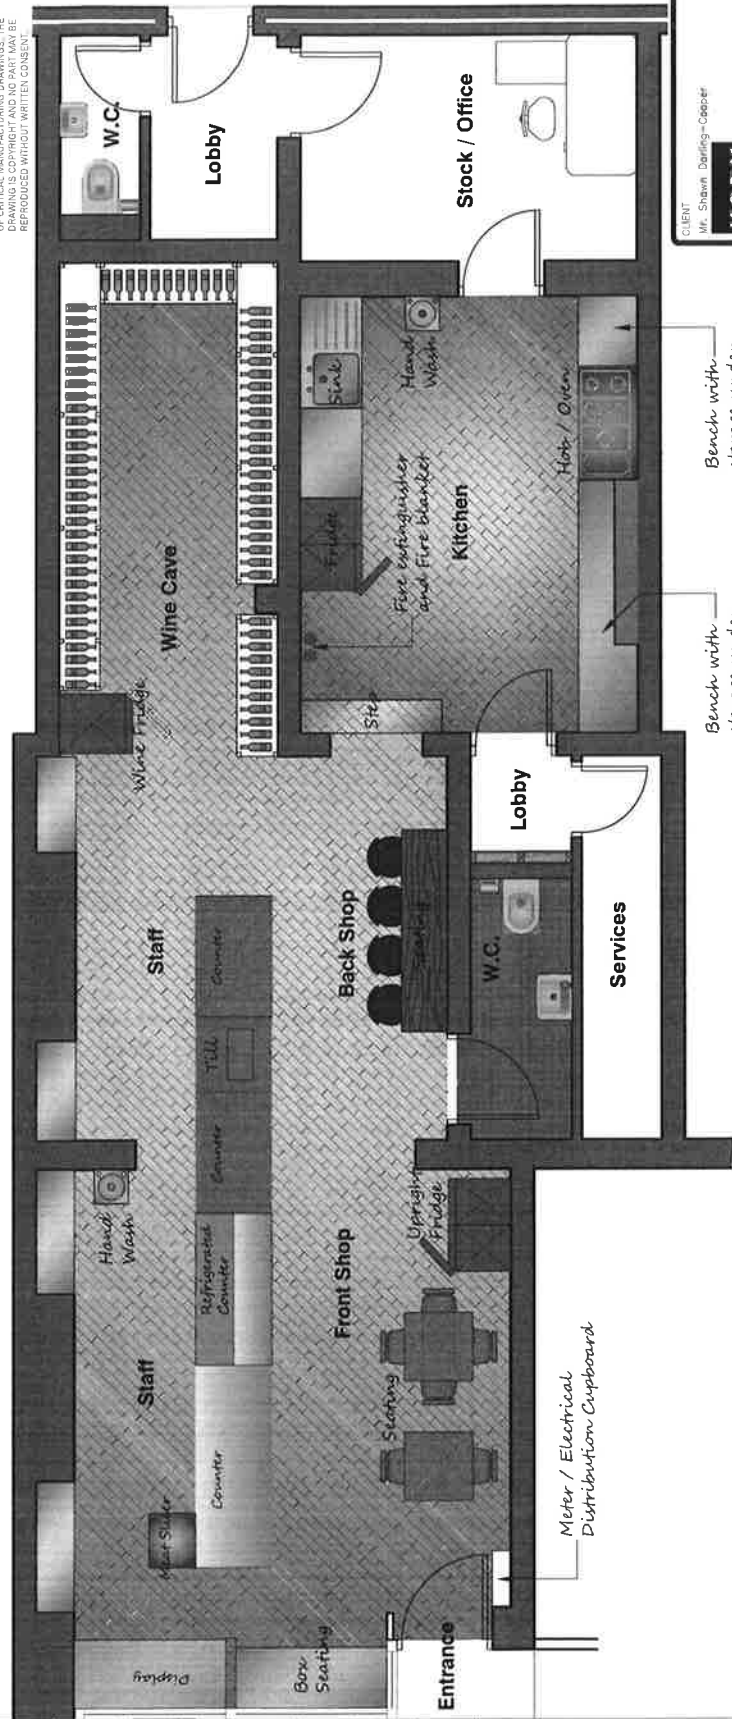 DRAWING IS COPYRIGHT AND NO PART MAY BE
REPRODUCED WITHOUT WRITTEN CONSENT.
W.C.
Lobby
Stock / Office
CLIENT
Mr. Shawn Darling-Cooper
Wine Cave
Wine Fridge
Sink
Hand
Wash
Fridge
Fire extinguisher
and Fire blanket
Kitchen
Hob / Oven
Bench with
Bench with
Step
Staff
Back Shop
Counter
Till
Counter
Seating
W.C.
Lobby
Services
Hand
Wash
Staff
Refrigerated
Counter
Front Shop
Upright
Fridge
Counter
Meat Slicer
Seating
Meter / Electrical
Distribution Cupboard
Display
Box
Seating
Entrance